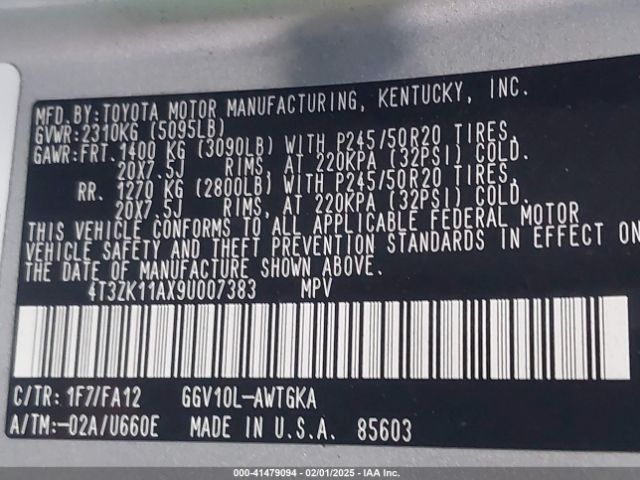 MFD.BY:TOYOTA MOTOR MANUFACTURING, KENTUCKY, INC.
GVWR:2310KG (5095LB)
GAWR:FRT.1400 KG (3090LB) WITH P245/50R20 TIRES,
20X7.5J RIMS, AT 220KPA (32PSI) COLD.
RR. 1270 KG (2800LB) WITH P245/50R20 TIRES,
20X7.5J RIMS, AT 220KPA (32PSI) COLD.
THIS VEHICLE CONFORMS TO ALL APPLICABLE FEDERAL MOTOR
VEHICLE SAFETY AND THEFT PREVENTION STANDARDS IN EFFECT ON
THE DATE OF MANUFACTURE SHOWN ABOVE.
4T3ZK11AX9U007383 MPV
C/TR: 1F7/FA12 GGV10L-AWTGKA
A/TM:-02A/U660E MADE IN U.S.A. 85603
000-41479094 - 02/01/2025 - IAA Inc.